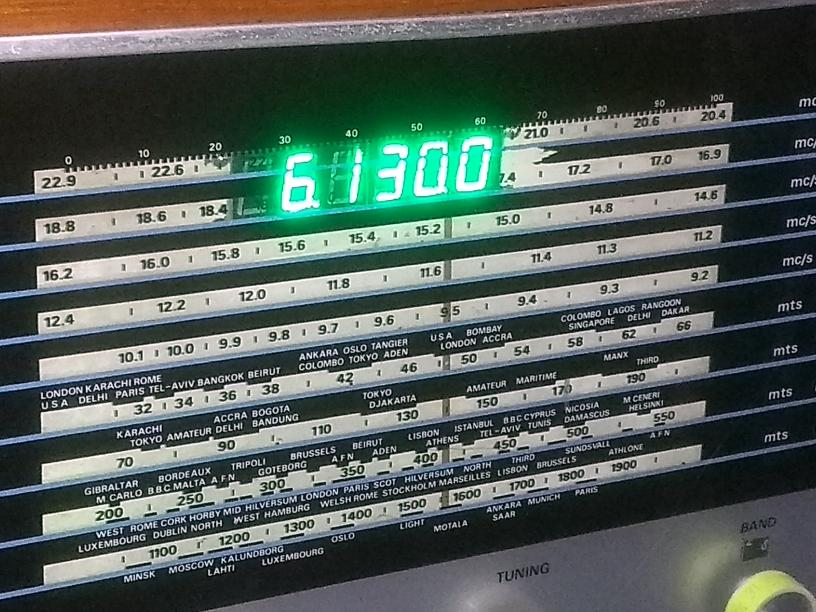 0 10 20 30 40 50 60 70 80 90 100
22.9 22.6 21.0 20.6 20.4 mc
6.1300
18.8 18.6 18.4 7.4 17.2 17.0 16.9 mc/
16.2 16.0 15.8 15.6 15.4 15.2 15.0 14.8 14.6 mc/s
12.4 12.2 12.0 11.8 11.6 11.4 11.3 11.2 mc/s
10.1 10.0 9.9 9.8 9.7 9.6 9.5 9.4 9.3 9.2 mc/s
LONDON KARACHI ROME ANKARA OSLO TANGIER USA BOMBAY COLOMBO LAGOS RANGOON
USA DELHI PARIS TEL-AVIV BANGKOK BEIRUT COLOMBO TOKYO ADEN LONDON ACCRA SINGAPORE DELHI DAKAR
32 34 36 38 42 46 50 54 58 62 66 mts
KARACHI ACCRA BOGOTA TOKYO AMATEUR MARITIME MANX THIRD
TOKYO AMATEUR DELHI BANDUNG DJAKARTA
70 90 110 130 150 170 190 mts
GIBRALTAR BORDEAUX TRIPOLI BRUSSELS BEIRUT LISBON ISTANBUL BBC CYPRUS NICOSIA M CENERI
M CARLO BBC MALTA AFN GOTEBORG AFN ADEN ATHENS TEL-AVIV TUNIS DAMASCUS HELSINKI
200 250 300 350 400 450 500 550 mts
WEST ROME CORK HORBY MID HILVERSUM LONDON PARIS SCOT HILVERSUM NORTH THIRD SUNDSVALL ATHLONE AFN
LUXEMBOURG DUBLIN NORTH WEST HAMBURG WELSH ROME STOCKHOLM MARSEILLES LISBON BRUSSELS
1100 1200 1300 1400 1500 1600 1700 1800 1900 mts
MINSK MOSCOW KALUNDBORG OSLO LIGHT MOTALA ANKARA MUNICH PARIS
LAHTI LUXEMBOURG SAAR
TUNING
BAND